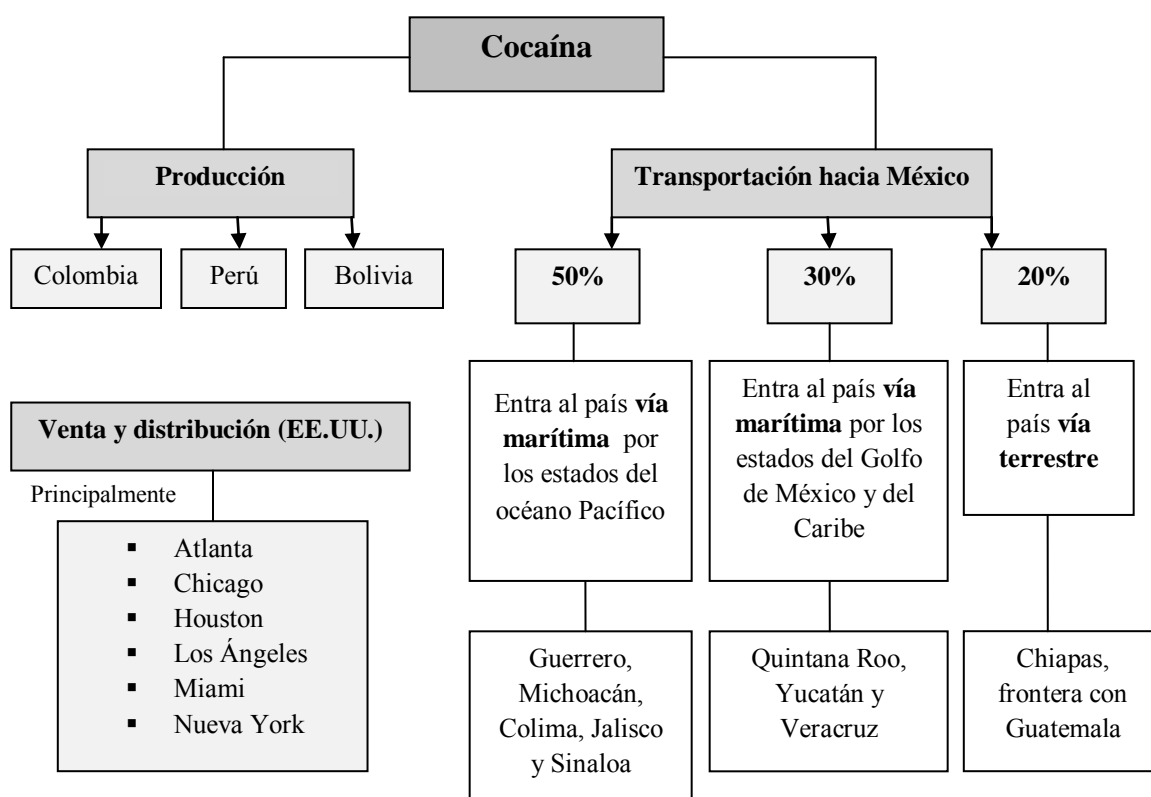 Cocaína
Producción
Colombia
Perú
Bolivia
Transportación hacia México
50%
Entra al país vía
marítima por
los estados del
océano Pacífico
Guerrero,
Michoacán,
Colima, Jalisco
y Sinaloa
30%
Entra al país vía
marítima por los
estados del Golfo
de México y del
Caribe
Quintana Roo,
Yucatán y
Veracruz
20%
Entra al
país vía
terrestre
Chiapas,
frontera con
Guatemala
Venta y distribución (EE.UU.)
Principalmente
▪ Atlanta
▪ Chicago
▪ Houston
▪ Los Ángeles
▪ Miami
▪ Nueva York